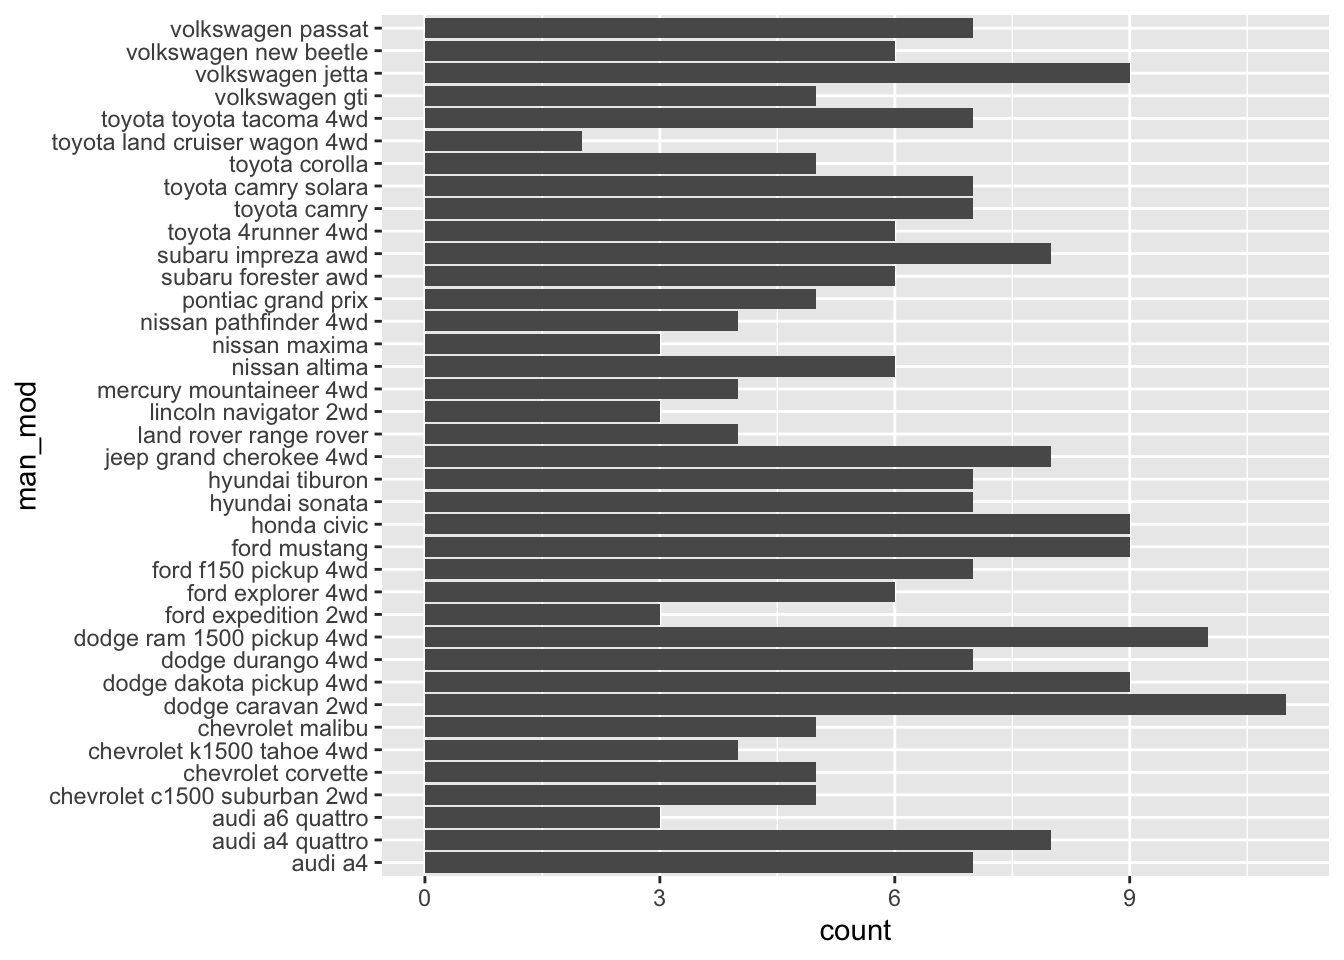 volkswagen passat
volkswagen new beetle
volkswagen jetta
volkswagen gti
toyota toyota tacoma 4wd
toyota land cruiser wagon 4wd
toyota corolla
toyota camry solara
toyota camry
toyota 4runner 4wd
subaru impreza awd
subaru forester awd
pontiac grand prix
nissan pathfinder 4wd
nissan maxima
nissan altima
mercury mountaineer 4wd
lincoln navigator 2wd
land rover range rover
jeep grand cherokee 4wd
hyundai tiburon
hyundai sonata
honda civic
ford mustang
ford f150 pickup 4wd
ford explorer 4wd
ford expedition 2wd
dodge ram 1500 pickup 4wd
dodge durango 4wd
dodge dakota pickup 4wd
dodge caravan 2wd
chevrolet malibu
chevrolet k1500 tahoe 4wd
chevrolet corvette
chevrolet c1500 suburban 2wd
audi a6 quattro
audi a4 quattro
audi a4
man_mod
0 3 6 9
count